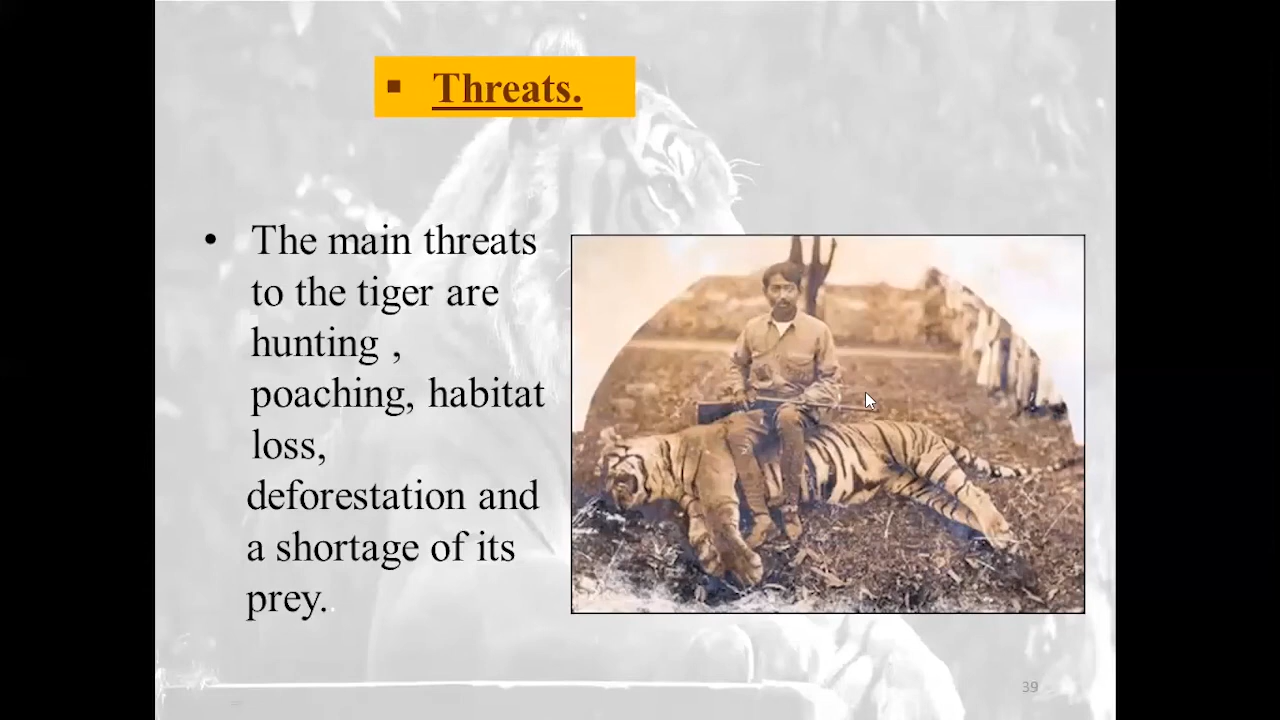 ▪ Threats.
• The main threats
to the tiger are
hunting ,
poaching, habitat
loss,
deforestation and
a shortage of its
prey.
39